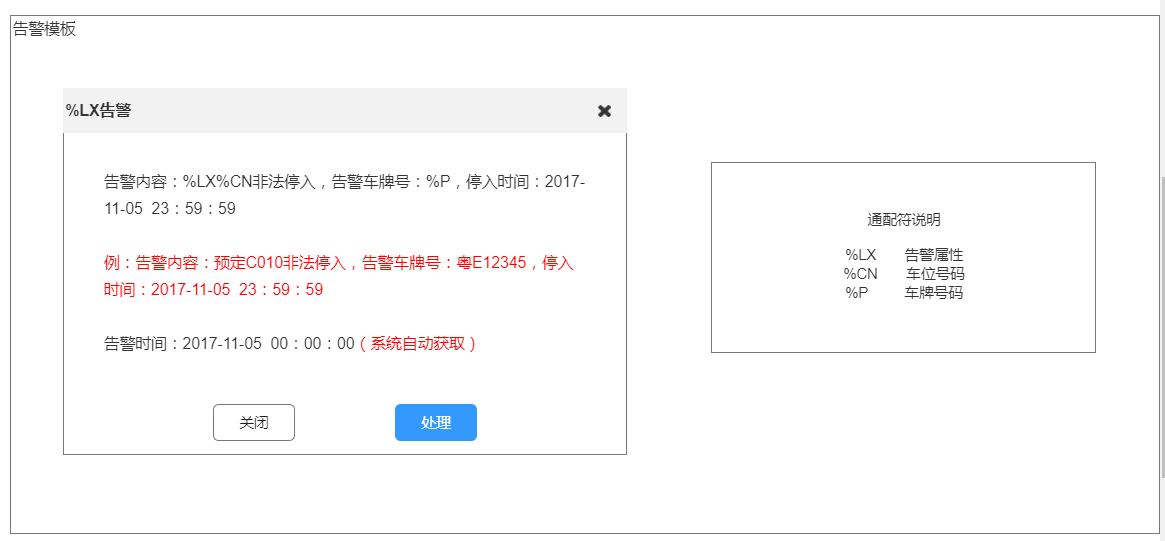 告警模板
%LX告警
告警内容：%LX%CN非法停入，告警车牌号：%P，停入时间：2017-
11-05  23：59：59
例：告警内容：预定C010非法停入，告警车牌号：粤E12345，停入
时间：2017-11-05  23：59：59
告警时间：2017-11-05  00：00：00（系统自动获取）
关闭
处理
通配符说明
%LX 告警属性
%CN 车位号码
%P 车牌号码